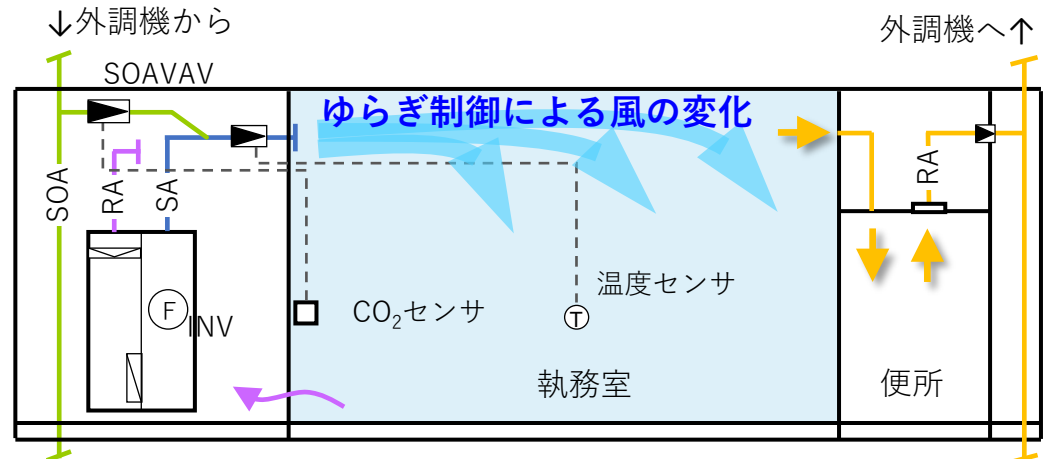 ↓外調機から
外調機へ↑
SOAVAV
ゆらぎ制御による風の変化
SOA
RA
SA
RA
F
INV
CO₂センサ
温度センサ
T
執務室
便所